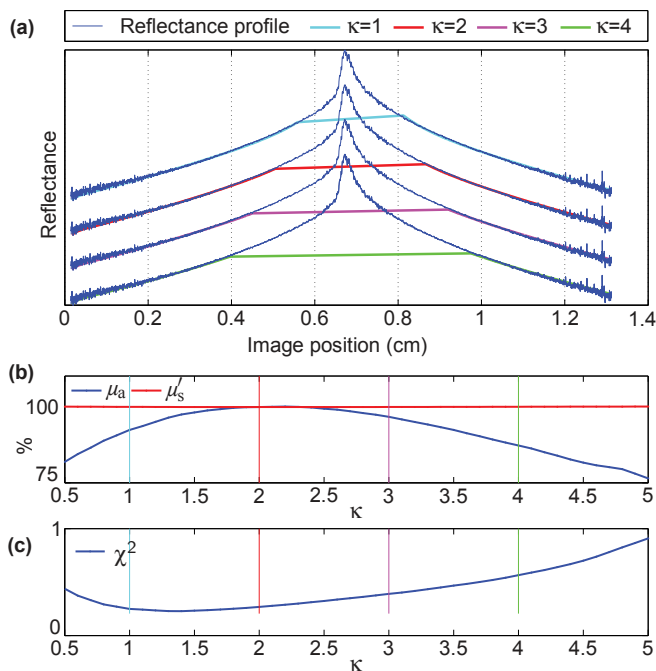 (a)
Reflectance profile κ=1 κ=2 κ=3 κ=4
Reflectance
0 0.2 0.4 0.6 0.8 1 1.2 1.4
Image position (cm)
(b)
μa μ′s
100
%
75
0.5 1 1.5 2 2.5 3 3.5 4 4.5 5
κ
(c)
1
χ²
0
0.5 1 1.5 2 2.5 3 3.5 4 4.5 5
κ